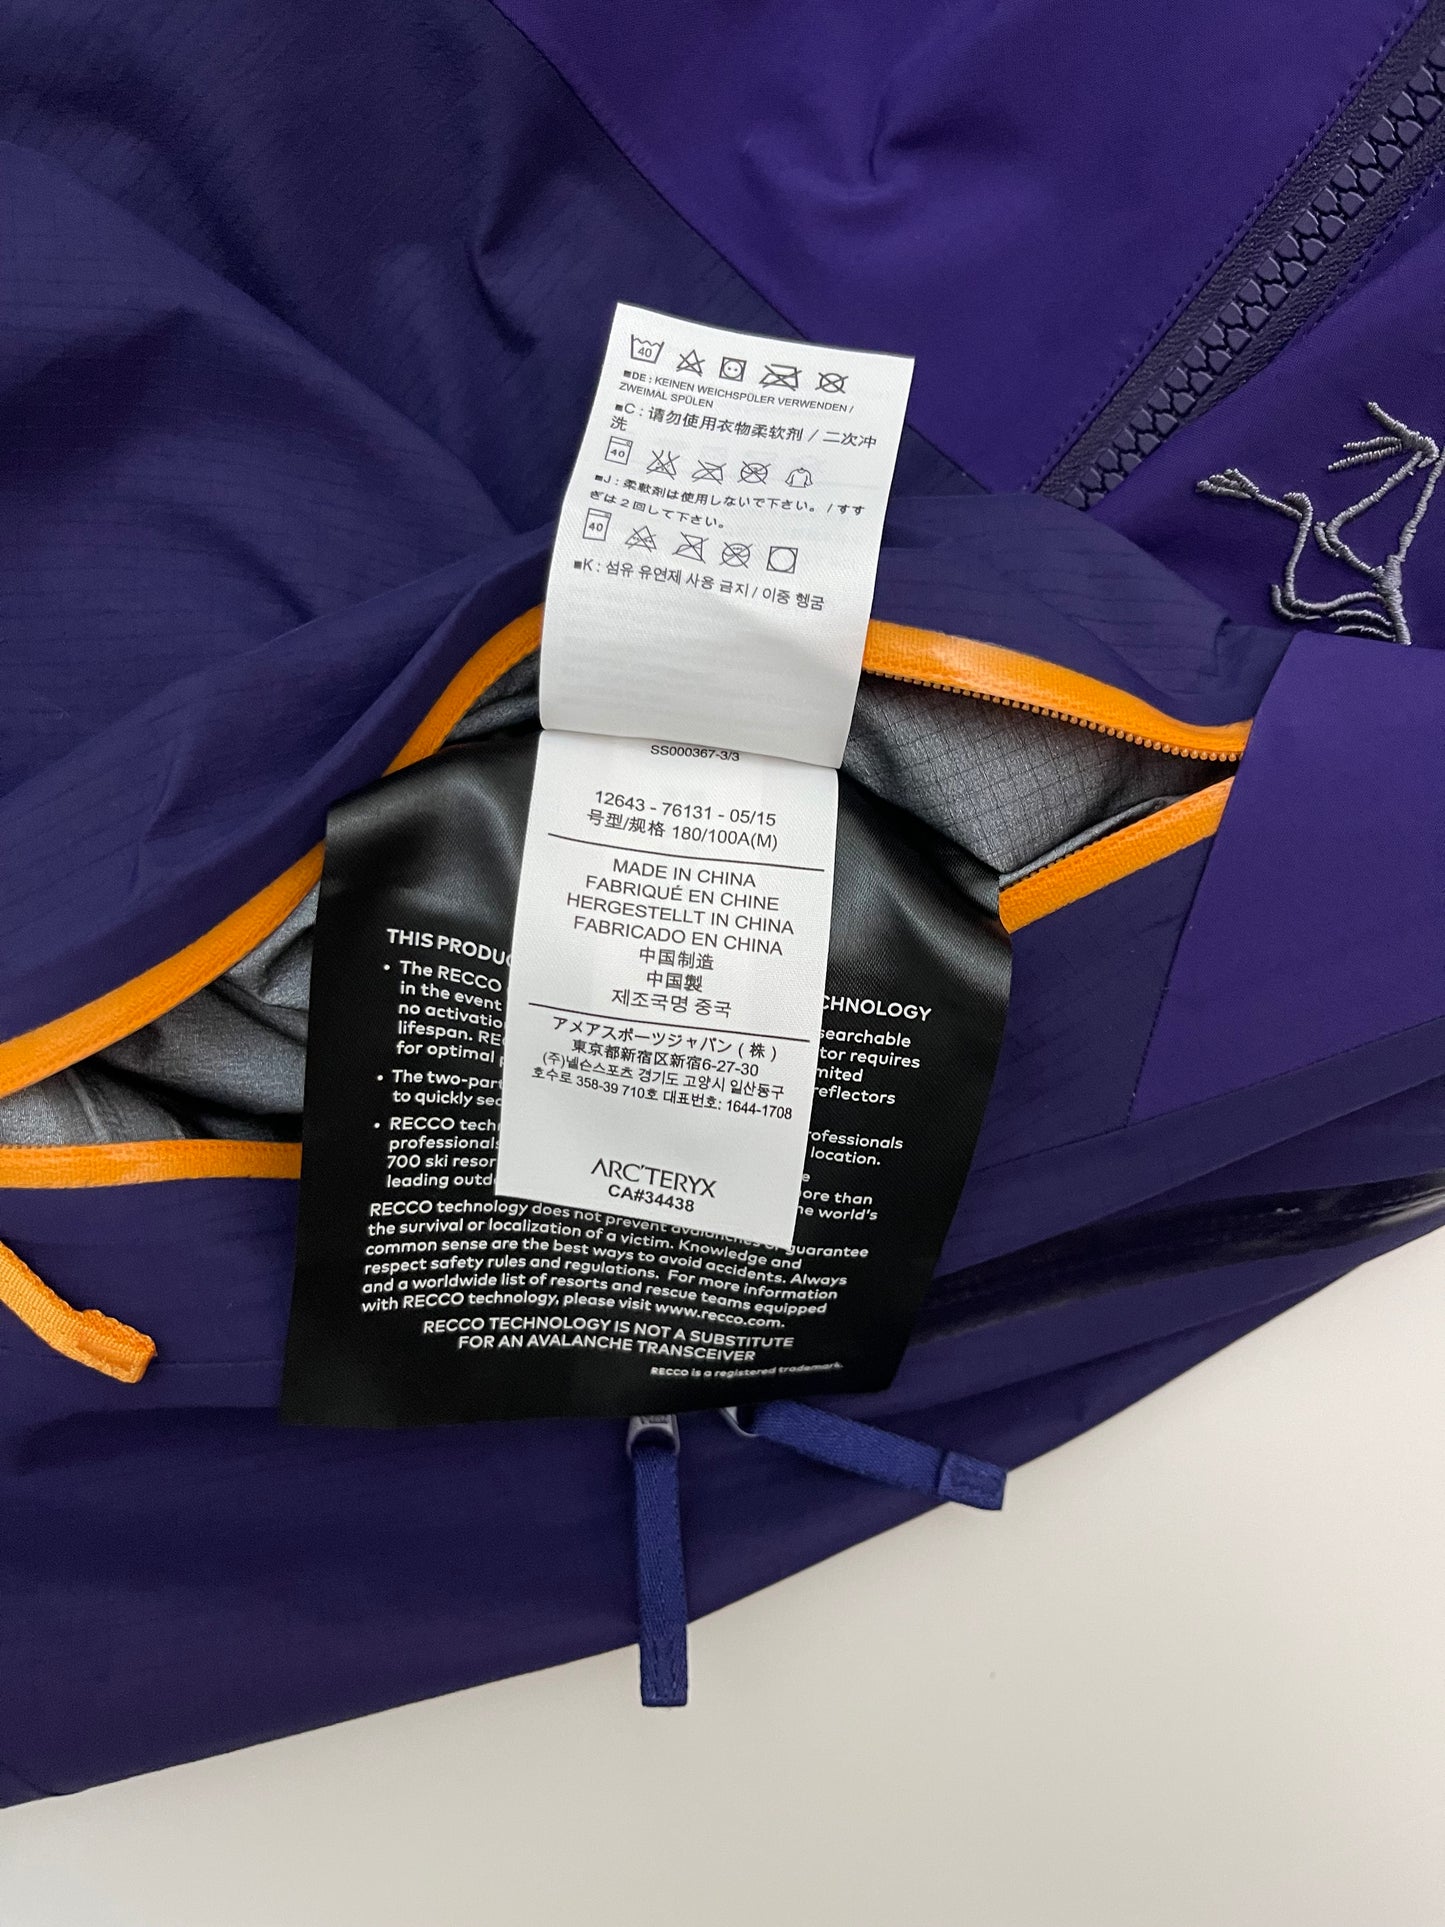 40
■DE : KEINEN WEICHSPÜLER VERWENDEN /
ZWEIMAL SPÜLEN
■C : 请勿使用衣物柔软剂 / 二次冲
洗
40
■J : 柔軟剤は使用しないで下さい。 / すす
ぎは2回して下さい。
40
■K : 섬유 유연제 사용 금지 / 이중 헹굼
SS000367-3/3
12643 - 76131 - 05/15
号型/规格 180/100A(M)
MADE IN CHINA
FABRIQUÉ EN CHINE
HERGESTELLT IN CHINA
FABRICADO EN CHINA
中国制造
中国製
제조국명 중국
アメアスポーツジャパン ( 株 )
東京都新宿区新宿6-27-30
(주)넬슨스포츠 경기도 고양시 일산동구
호수로 358-39 710호 대표번호: 1644-1708
ARC'TERYX
CA#34438
THIS PRODU
CHNOLOGY
• The RECCO
searchable
in the event
tor requires
no activatio
mited
lifespan. RE
reflectors
for optimal
• The two-part
rofessionals
to quickly sec
location.
• RECCO tech
professionals
ore than
700 ski resor
he world's
leading outd
RECCO technology does not prevent avalanches or guarantee
the survival or localization of a victim. Knowledge and
common sense are the best ways to avoid accidents. Always
respect safety rules and regulations. For more information
and a worldwide list of resorts and rescue teams equipped
with RECCO technology, please visit www.recco.com.
RECCO TECHNOLOGY IS NOT A SUBSTITUTE
FOR AN AVALANCHE TRANSCEIVER
RECCO is a registered trademark